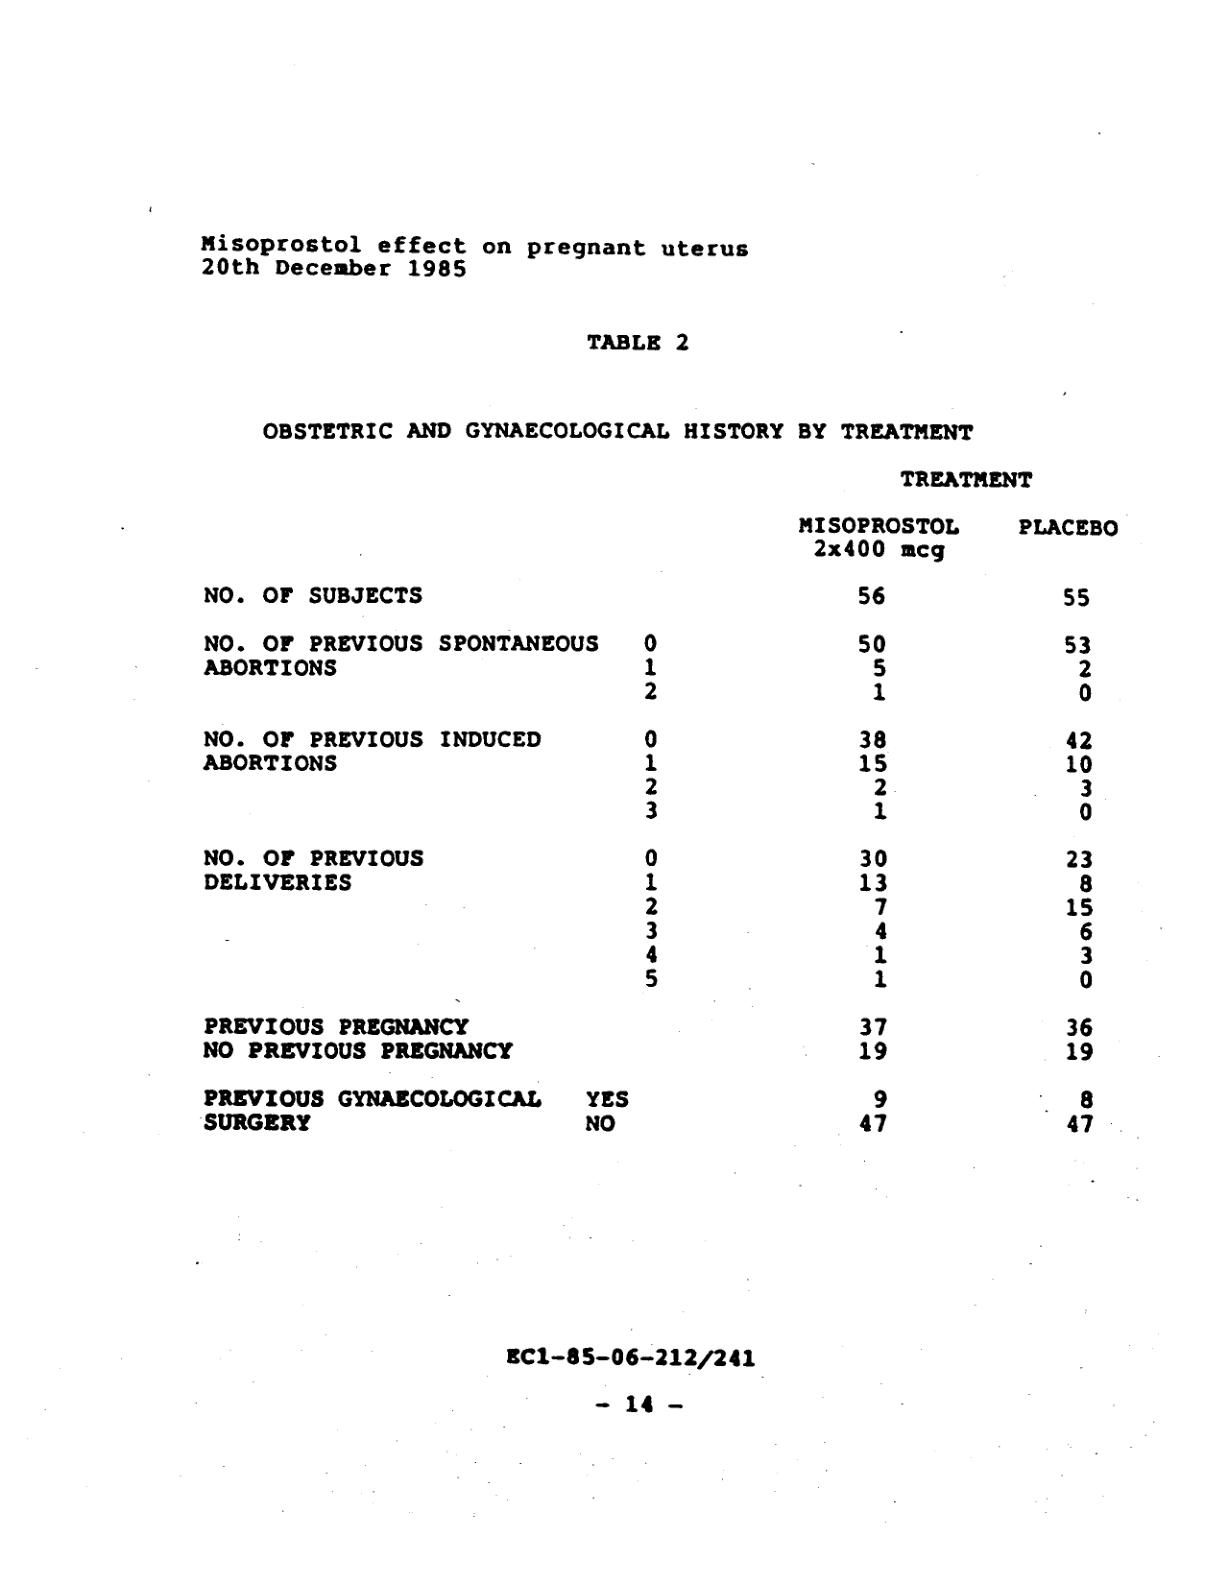 Misoprostol effect on pregnant uterus
20th December 1985
TABLE 2
OBSTETRIC AND GYNAECOLOGICAL HISTORY BY TREATMENT
TREATMENT
MISOPROSTOL PLACEBO
2x400 mcg
NO. OF SUBJECTS 56 55
NO. OF PREVIOUS SPONTANEOUS 0 50 53
ABORTIONS 1 5 2
2 1 0
NO. OF PREVIOUS INDUCED 0 38 42
ABORTIONS 1 15 10
2 2 3
3 1 0
NO. OF PREVIOUS 0 30 23
DELIVERIES 1 13 8
2 7 15
3 4 6
4 1 3
5 1 0
PREVIOUS PREGNANCY 37 36
NO PREVIOUS PREGNANCY 19 19
PREVIOUS GYNAECOLOGICAL YES 9 8
SURGERY NO 47 47
EC1-85-06-212/241
- 14 -